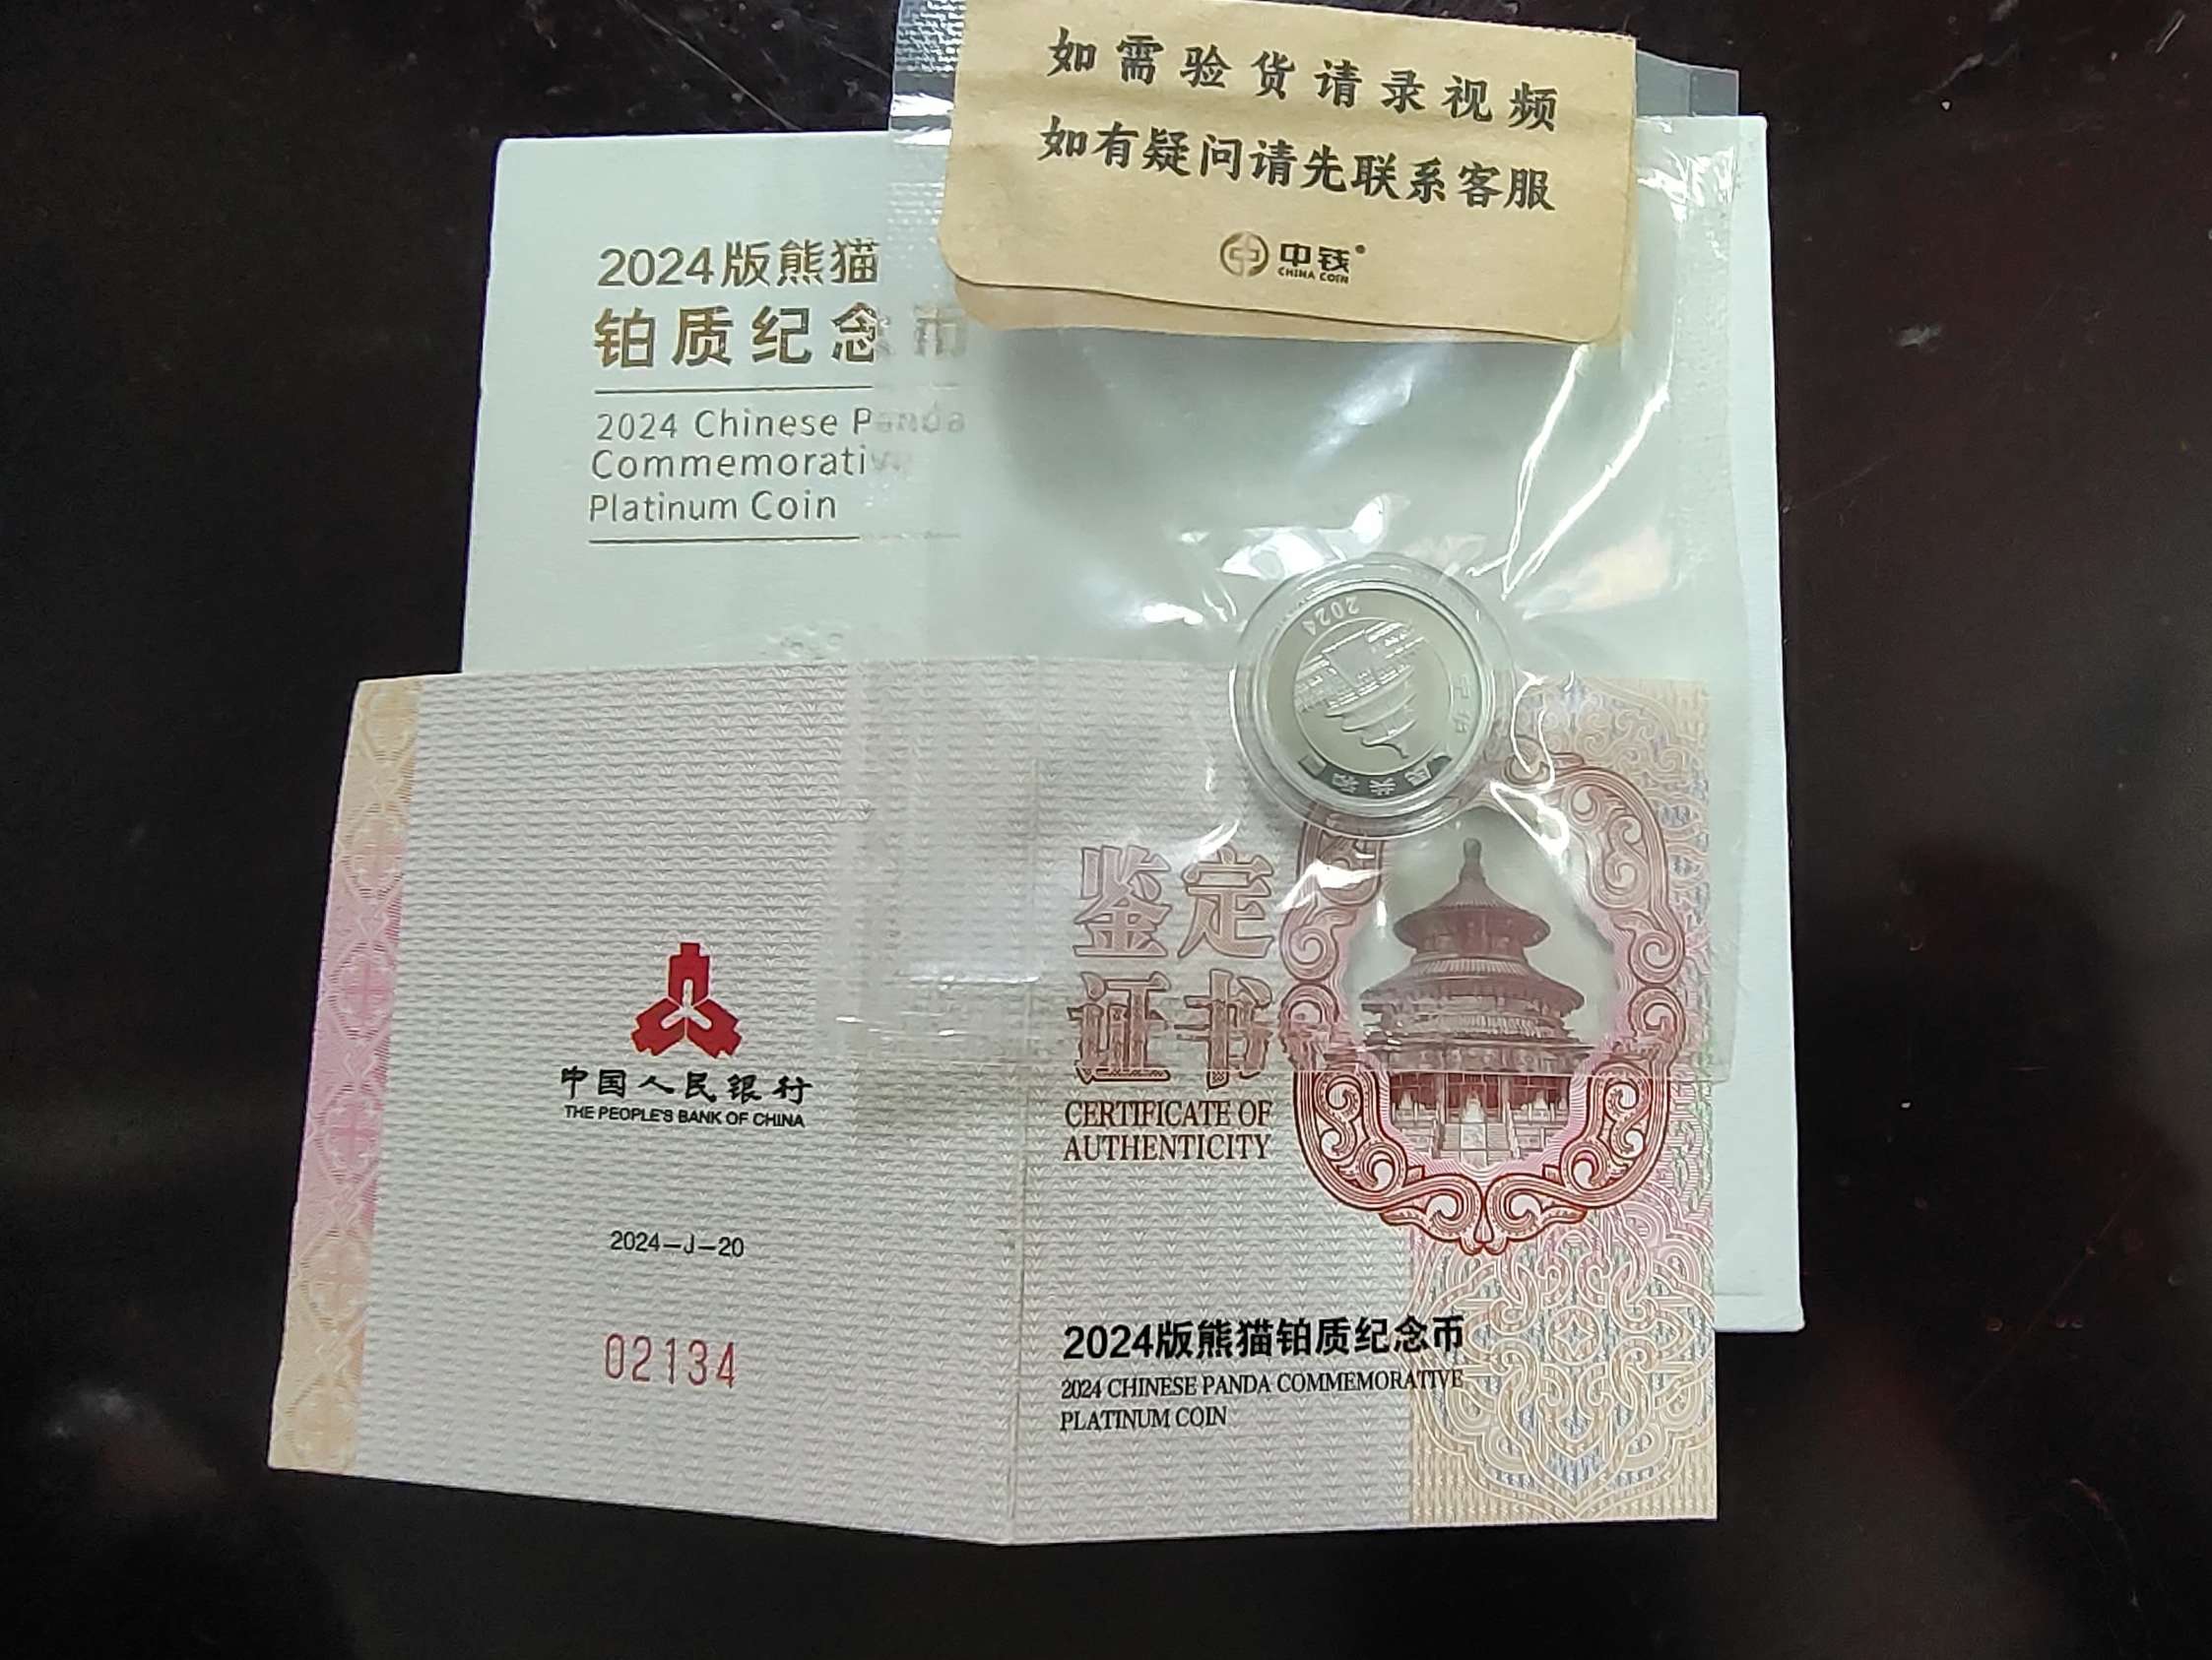 如需验货请录视频
如有疑问请先联系客服
中钱®
CHINA COIN
2024版熊猫
铂质纪念币
2024 Chinese Panda
Commemorative
Platinum Coin
2024
鉴定
证书
CERTIFICATE OF
AUTHENTICITY
中国人民银行
THE PEOPLE'S BANK OF CHINA
2024-J-20
02134
2024版熊猫铂质纪念币
2024 CHINESE PANDA COMMEMORATIVE
PLATINUM COIN